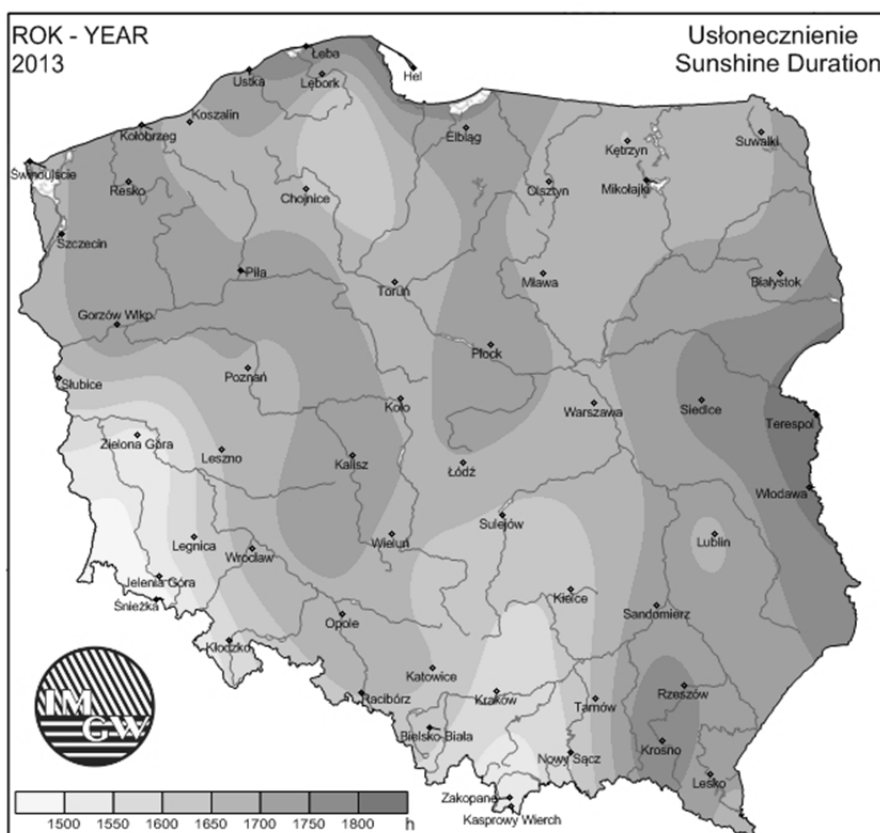 ROK - YEAR
2013
Usłonecznienie
Sunshine Duration
Łeba
Hel
Ustka
Lębork
Koszalin
Kołobrzeg
Elbląg
Suwałki
Kętrzyn
Świnoujście
Resko
Chojnice
Olsztyn
Mikołajki
Szczecin
Piła
Toruń
Mława
Białystok
Gorzów Wlkp.
Płock
Słubice
Poznań
Koło
Warszawa
Siedlce
Terespol
Zielona Góra
Leszno
Kalisz
Łódź
Włodawa
Sulejów
Legnica
Wrocław
Wieluń
Lublin
Jelenia Góra
Śnieżka
Kielce
Sandomierz
Opole
Kłodzko
Katowice
Racibórz
Kraków
Tarnów
Rzeszów
IM
GW
Bielsko-Biała
Nowy Sącz
Krosno
Lesko
Zakopane
Kasprowy Wierch
1500 1550 1600 1650 1700 1750 1800 h